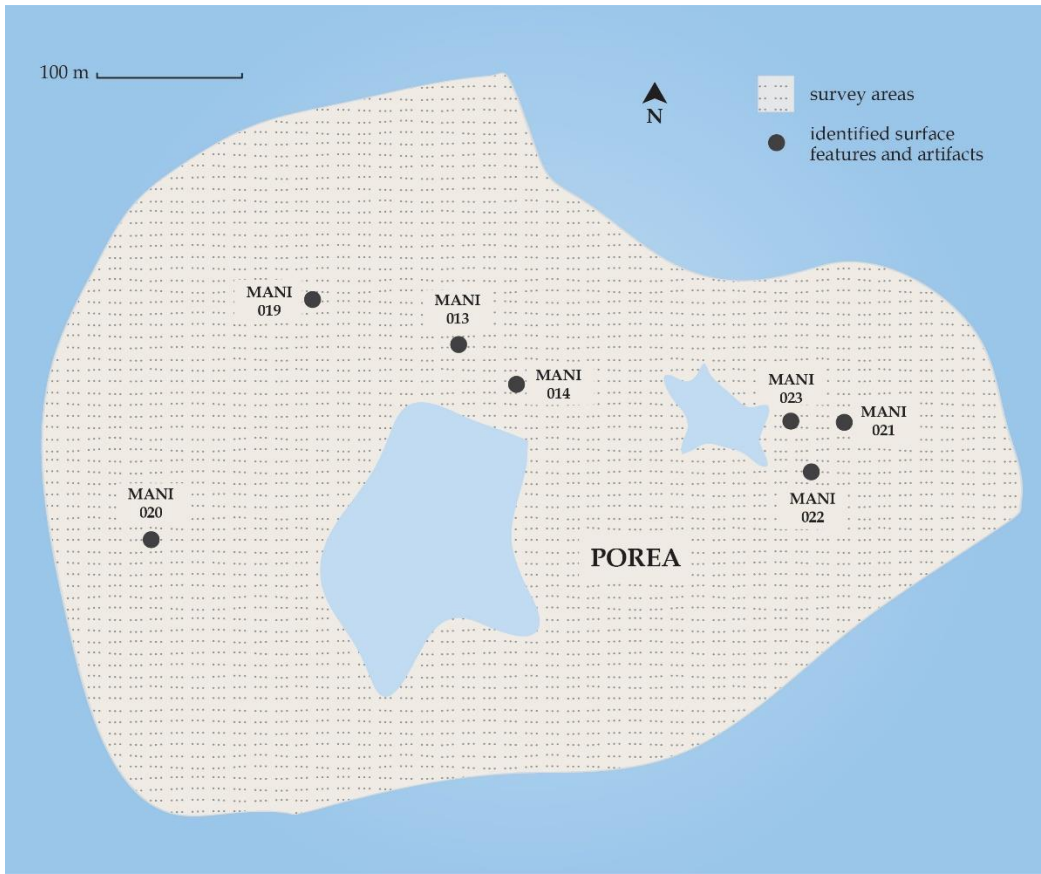 100 m
N
survey areas
identified surface
features and artifacts
MANI
019
MANI
013
MANI
014
MANI
023
MANI
021
MANI
020
MANI
022
POREA